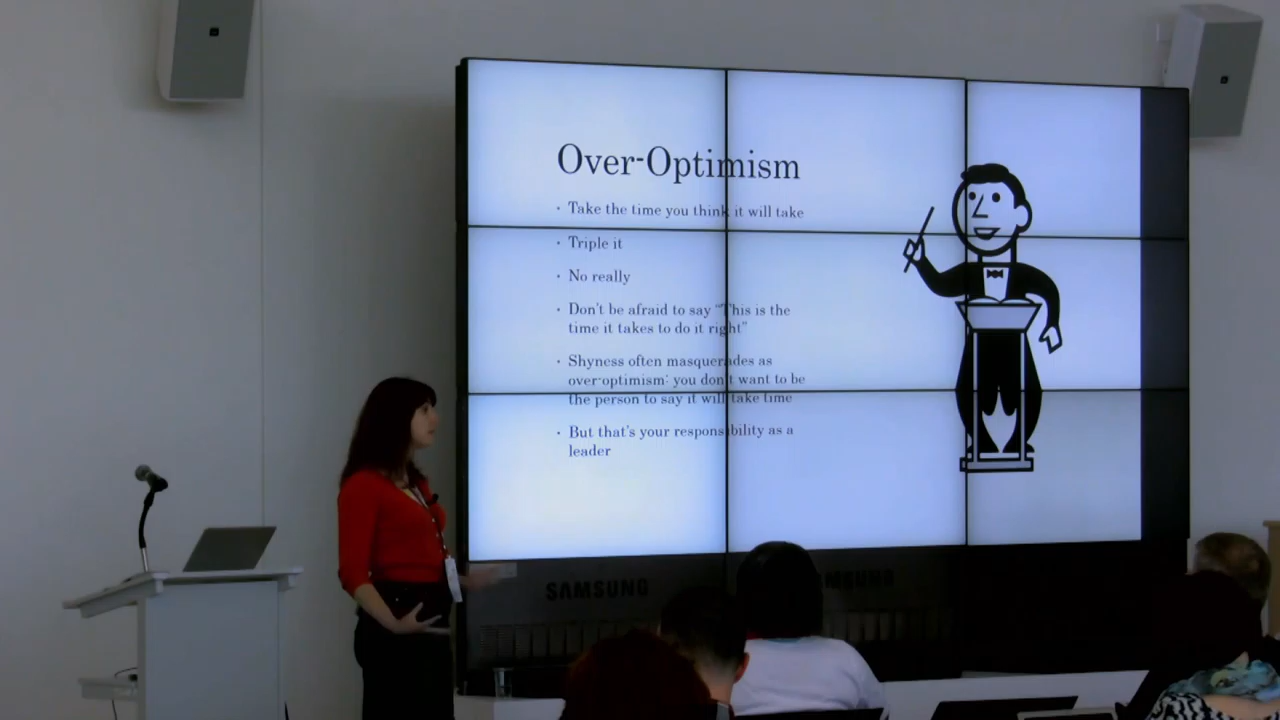 Over-Optimism
· Take the time you think it will take
· Triple it
· No really
· Don't be afraid to say "This is the
time it takes to do it right"
· Shyness often masquerades as
over-optimism: you don't want to be
the person to say it will take time
· But that's your responsibility as a
leader
SAMSUNG
SAMSUNG